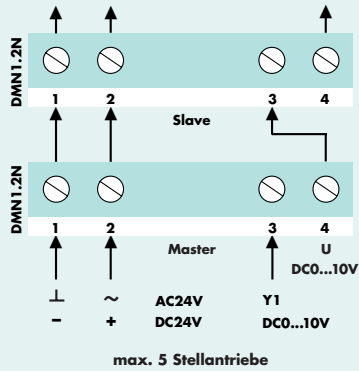 DMN1.2N
1 2 3 4
Slave
DMN1.2N
1 2 3 4
Master U
DC0...10V
⊥ ~ AC24V Y1
− + DC24V DC0...10V
max. 5 Stellantriebe